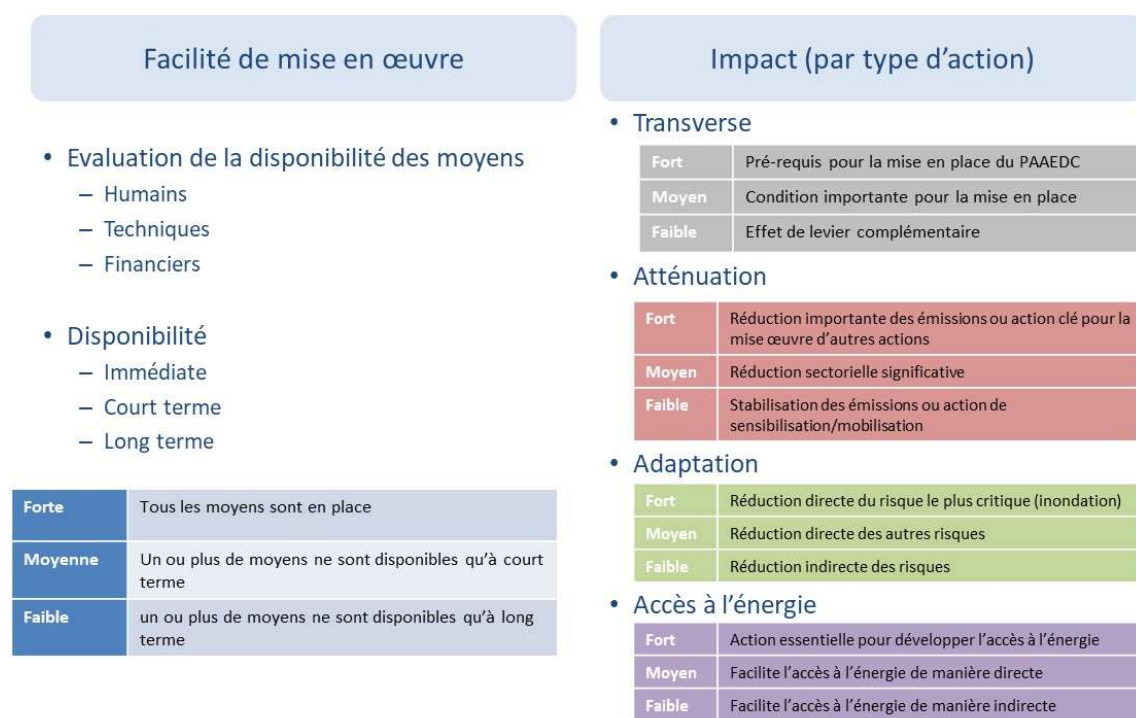 Facilité de mise en œuvre
• Evaluation de la disponibilité des moyens
– Humains
– Techniques
– Financiers
• Disponibilité
– Immédiate
– Court terme
– Long terme
Forte Tous les moyens sont en place
Moyenne Un ou plus de moyens ne sont disponibles qu’à court
terme
Faible un ou plus de moyens ne sont disponibles qu’à long
terme
Impact (par type d’action)
• Transverse
Fort Pré-requis pour la mise en place du PAAEDC
Moyen Condition importante pour la mise en place
Faible Effet de levier complémentaire
• Atténuation
Fort Réduction importante des émissions ou action clé pour la
mise œuvre d’autres actions
Moyen Réduction sectorielle significative
Faible Stabilisation des émissions ou action de
sensibilisation/mobilisation
• Adaptation
Fort Réduction directe du risque le plus critique (inondation)
Moyen Réduction directe des autres risques
Faible Réduction indirecte des risques
• Accès à l’énergie
Fort Action essentielle pour développer l’accès à l’énergie
Moyen Facilite l’accès à l’énergie de manière directe
Faible Facilite l’accès à l’énergie de manière indirecte